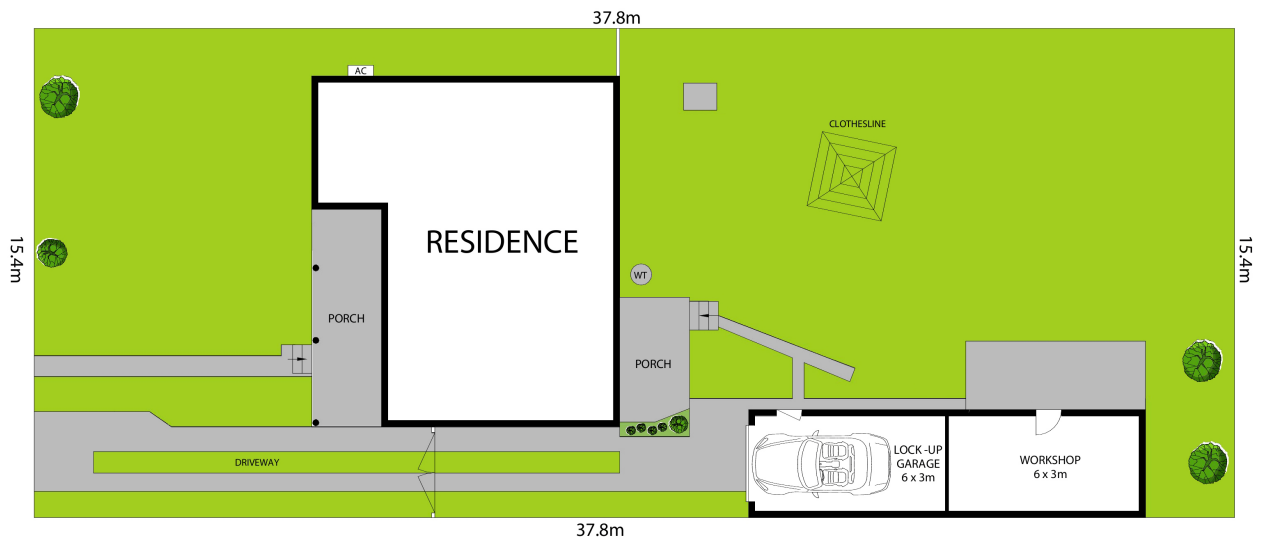 37.8m
AC
CLOTHESLINE
15.4m
RESIDENCE
15.4m
WT
PORCH
PORCH
DRIVEWAY
LOCK -UP
GARAGE
6 x 3m
WORKSHOP
6 x 3m
37.8m